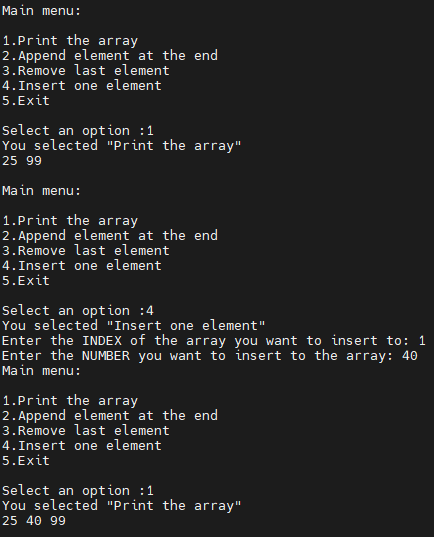 Main menu:
1.Print the array
2.Append element at the end
3.Remove last element
4.Insert one element
5.Exit
Select an option :1
You selected "Print the array"
25 99
Main menu:
1.Print the array
2.Append element at the end
3.Remove last element
4.Insert one element
5.Exit
Select an option :4
You selected "Insert one element"
Enter the INDEX of the array you want to insert to: 1
Enter the NUMBER you want to insert to the array: 40
Main menu:
1.Print the array
2.Append element at the end
3.Remove last element
4.Insert one element
5.Exit
Select an option :1
You selected "Print the array"
25 40 99